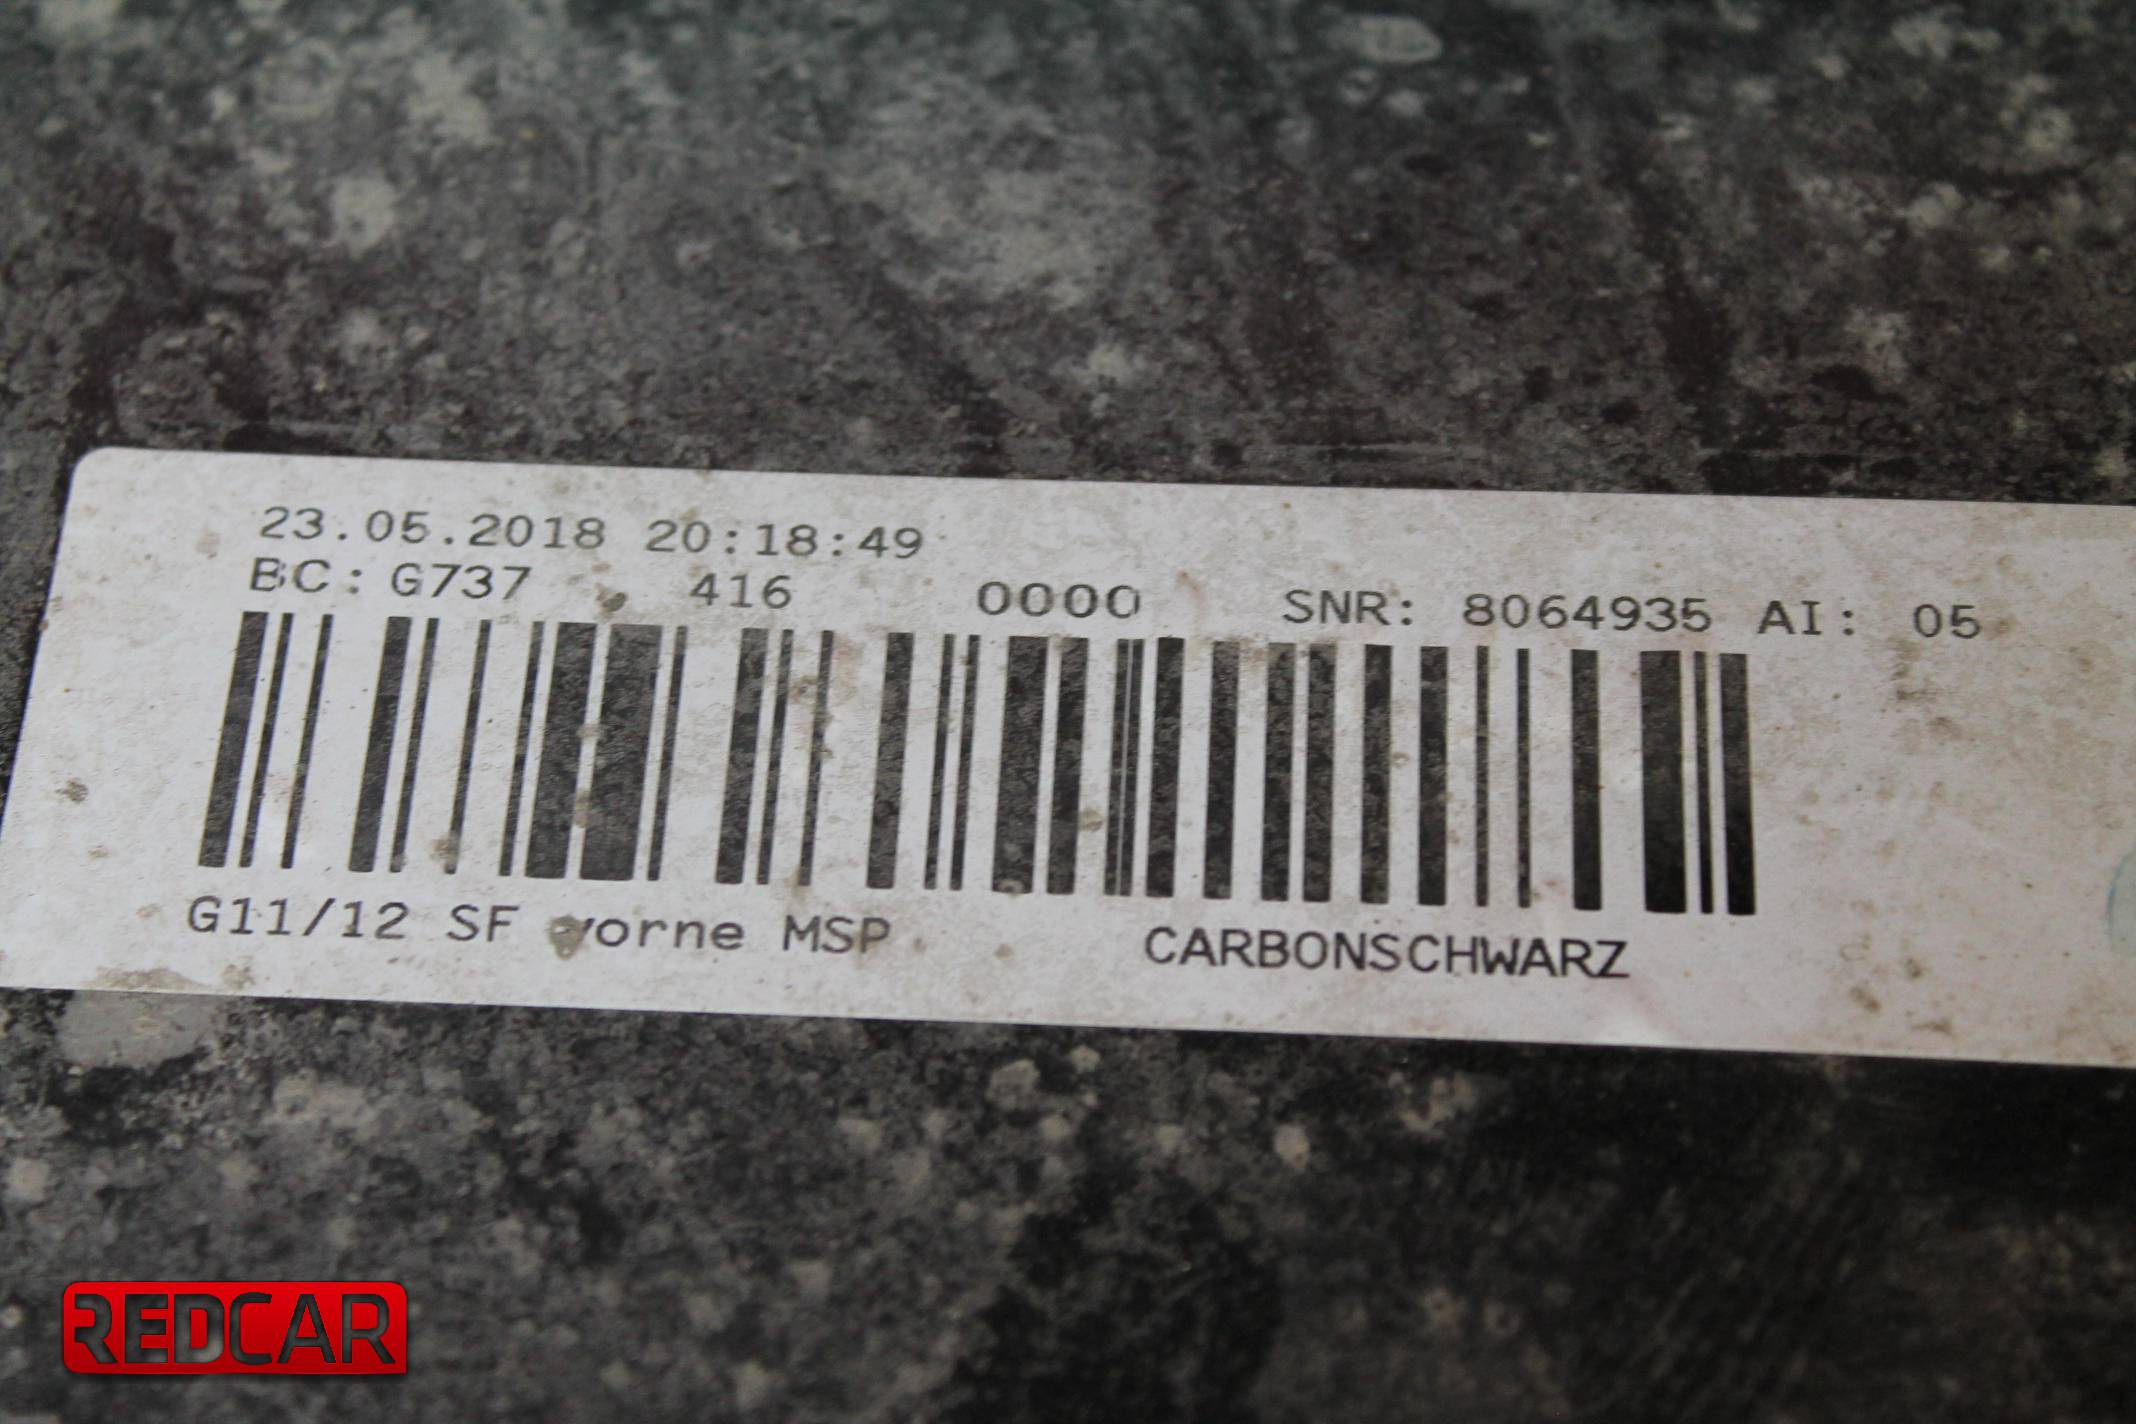 23.05.2018 20:18:49
BC: G737 416 0000 SNR: 8064935 AI: 05
G11/12 SF vorne MSP CARBONSCHWARZ
REDCAR